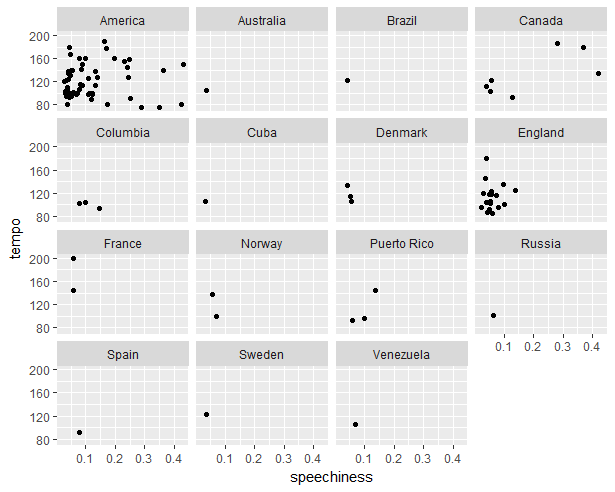 America Australia Brazil Canada
200
160
120
80
Columbia Cuba Denmark England
200
160
120
80
tempo
France Norway Puerto Rico Russia
200
160
120
80
0.1 0.2 0.3 0.4
Spain Sweden Venezuela
200
160
120
80
0.1 0.2 0.3 0.4 0.1 0.2 0.3 0.4 0.1 0.2 0.3 0.4
speechiness